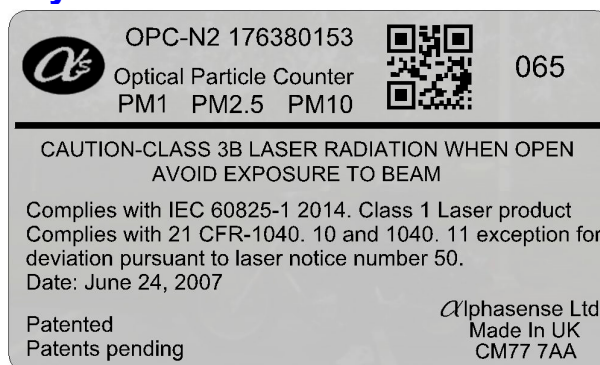 αs
OPC-N2 176380153
Optical Particle Counter
PM1 PM2.5 PM10
065
CAUTION-CLASS 3B LASER RADIATION WHEN OPEN
AVOID EXPOSURE TO BEAM
Complies with IEC 60825-1 2014. Class 1 Laser product
Complies with 21 CFR-1040. 10 and 1040. 11 exception for
deviation pursuant to laser notice number 50.
Date: June 24, 2007
Patented
Patents pending
αlphasense Ltd
Made In UK
CM77 7AA